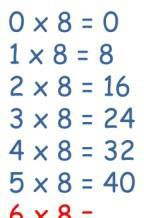 0 x 8 = 0
1 x 8 = 8
2 x 8 = 16
3 x 8 = 24
4 x 8 = 32
5 x 8 = 40
6 x 8 =